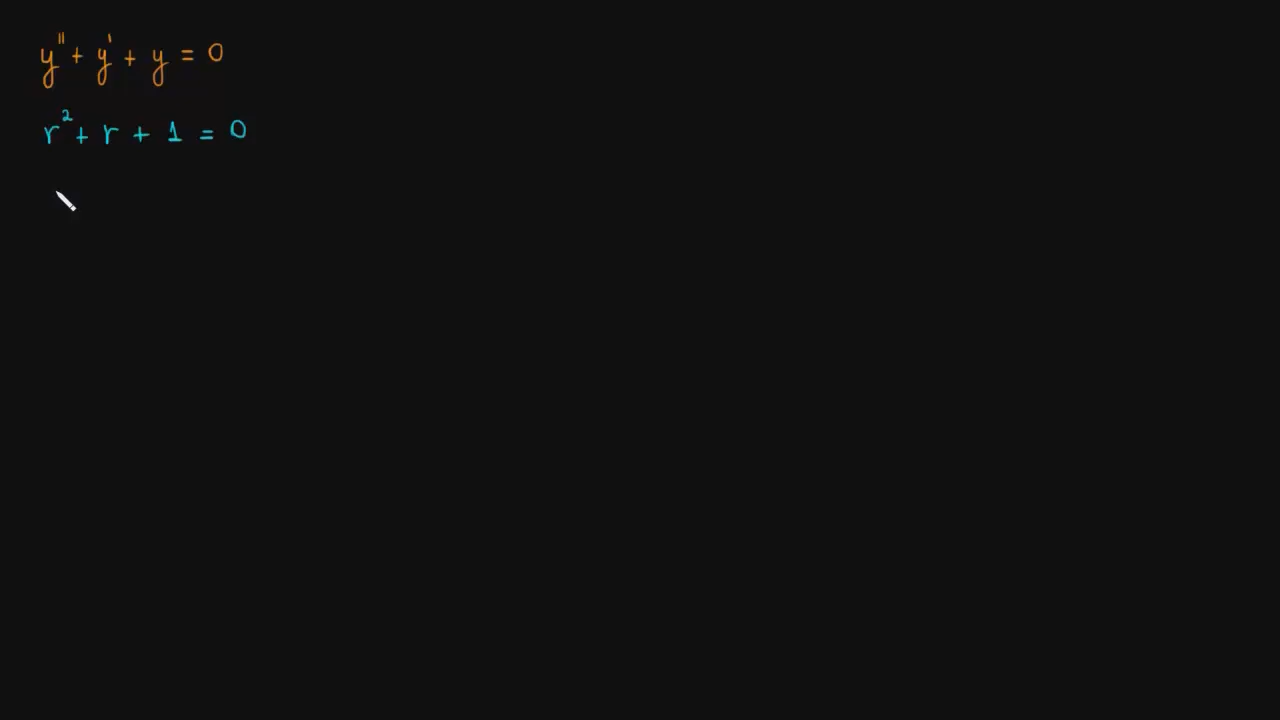 y'' + y' + y = 0
r² + r + 1 = 0